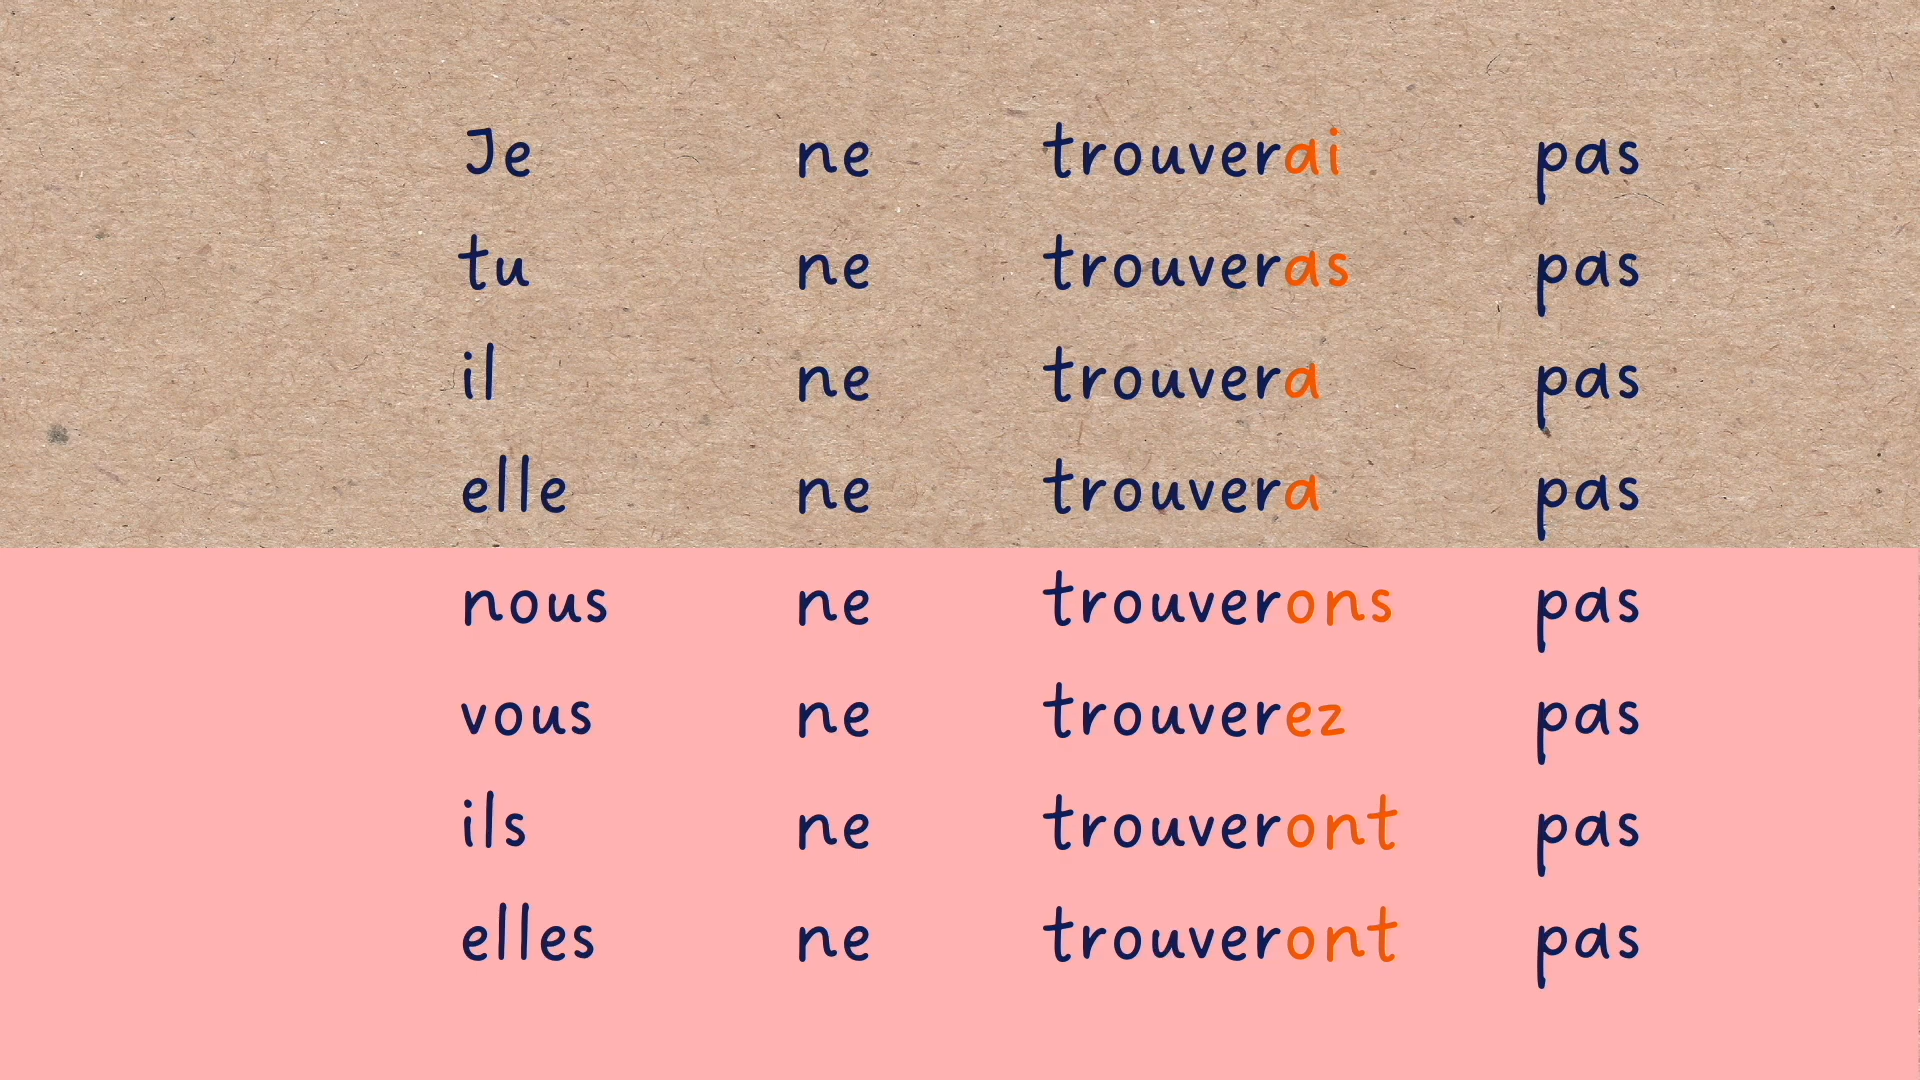 Je ne trouverai pas
tu ne trouveras pas
il ne trouvera pas
elle ne trouvera pas
nous ne trouverons pas
vous ne trouverez pas
ils ne trouveront pas
elles ne trouveront pas